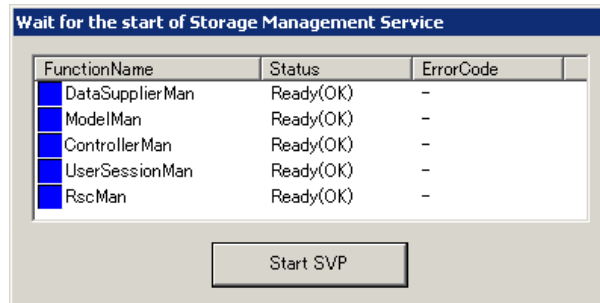 Wait for the start of Storage Management Service
FunctionName Status ErrorCode
DataSupplierMan Ready(OK) -
ModelMan Ready(OK) -
ControllerMan Ready(OK) -
UserSessionMan Ready(OK) -
RscMan Ready(OK) -
Start SVP